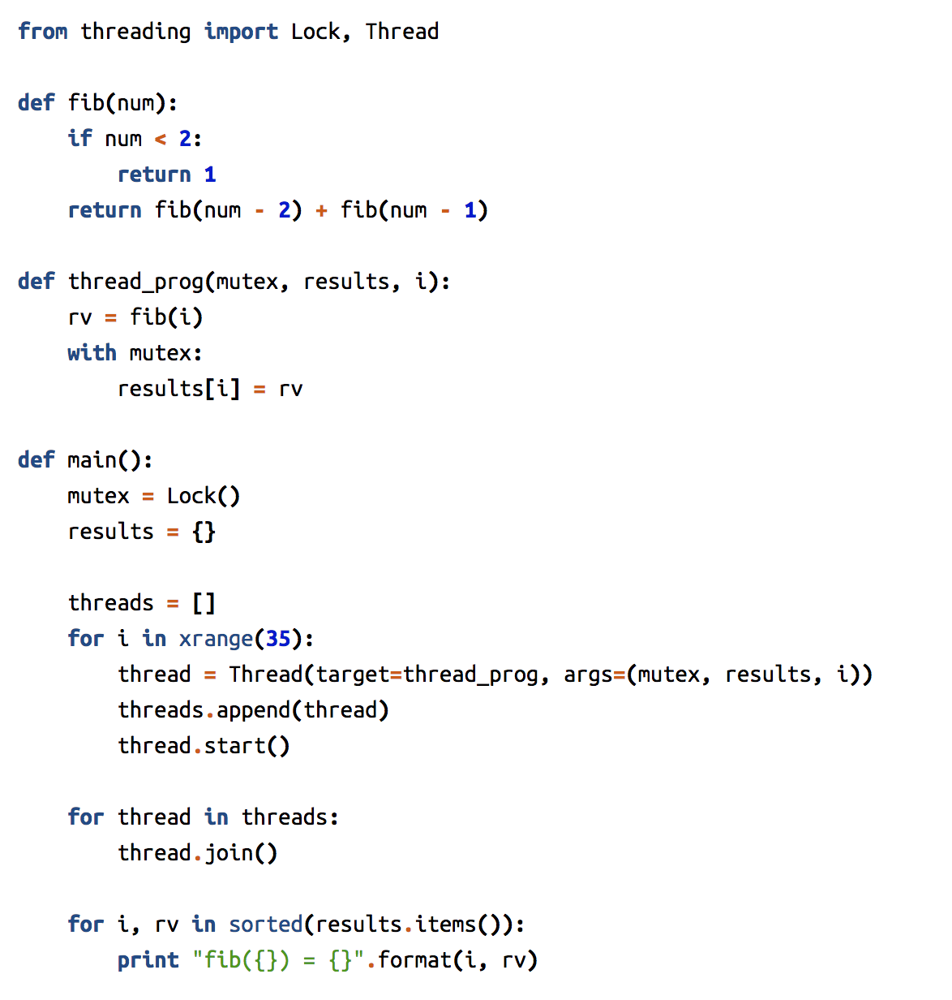 from threading import Lock, Thread

def fib(num):
    if num < 2:
        return 1
    return fib(num - 2) + fib(num - 1)

def thread_prog(mutex, results, i):
    rv = fib(i)
    with mutex:
        results[i] = rv

def main():
    mutex = Lock()
    results = {}

    threads = []
    for i in xrange(35):
        thread = Thread(target=thread_prog, args=(mutex, results, i))
        threads.append(thread)
        thread.start()

    for thread in threads:
        thread.join()

    for i, rv in sorted(results.items()):
        print "fib({}) = {}".format(i, rv)